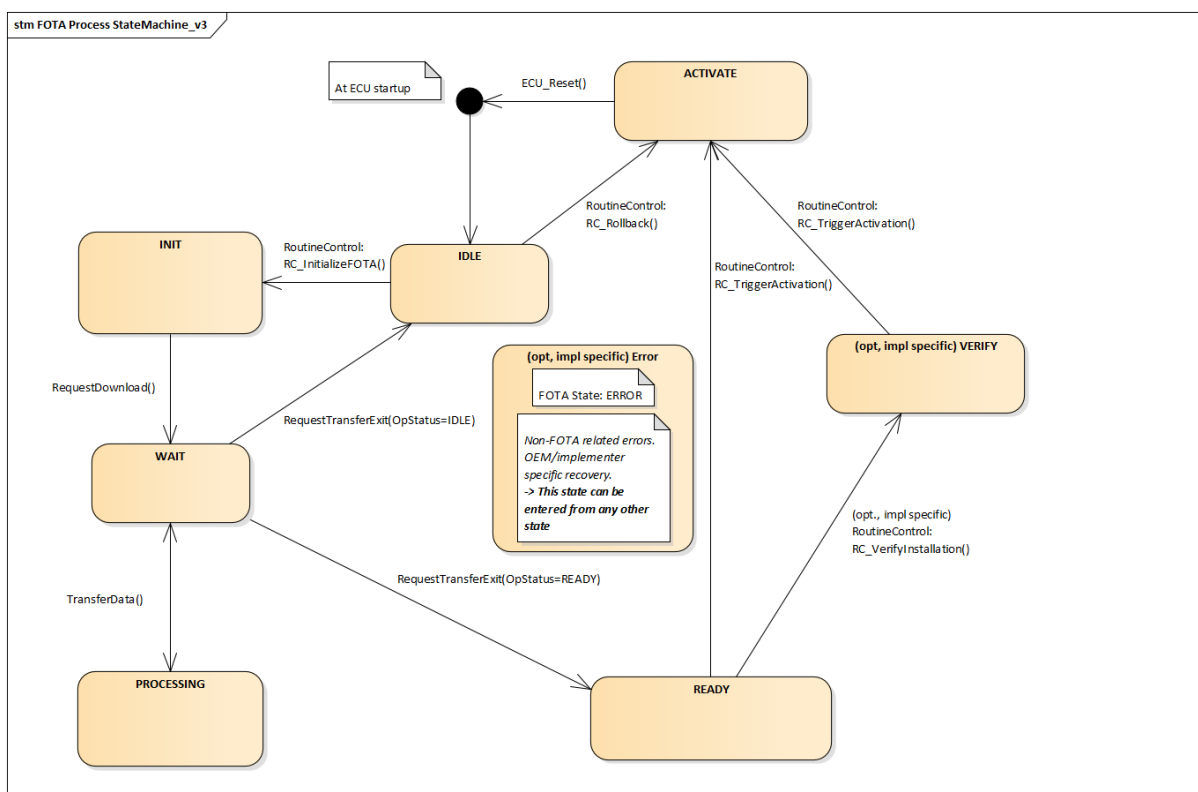 stm FOTA Process StateMachine_v3
At ECU startup
ECU_Reset()
ACTIVATE
RoutineControl:
RC_Rollback()
RoutineControl:
RC_TriggerActivation()
INIT
RoutineControl:
RC_InitializeFOTA()
IDLE
RoutineControl:
RC_TriggerActivation()
(opt, impl specific) VERIFY
(opt, impl specific) Error
FOTA State: ERROR
Non-FOTA related errors.
OEM/implementer
specific recovery.
-> This state can be
entered from any other
state
RequestDownload()
RequestTransferExit(OpStatus=IDLE)
WAIT
(opt., impl specific)
RoutineControl:
RC_VerifyInstallation()
RequestTransferExit(OpStatus=READY)
TransferData()
PROCESSING
READY